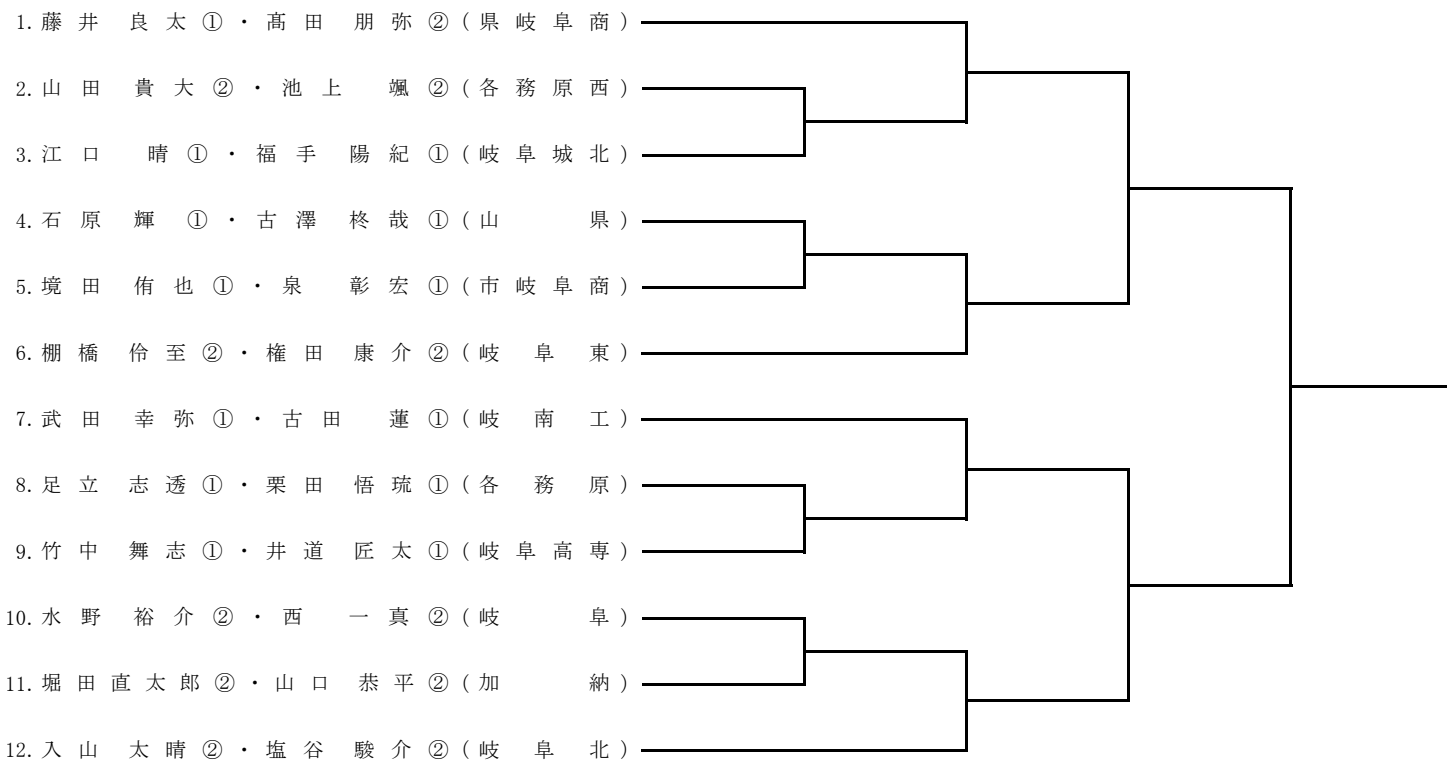 1. 藤井 良太①・髙田 朋弥②(県岐阜商)
2. 山田 貴大②・池上 颯②(各務原西)
3. 江口 晴①・福手 陽紀①(岐阜城北)
4. 石原 輝①・古澤 柊哉①(山 県)
5. 境田 侑也①・泉 彰宏①(市岐阜商)
6. 棚橋 伶至②・権田 康介②(岐阜東)
7. 武田 幸弥①・古田 蓮①(岐南工)
8. 足立 志透①・栗田 悟琉①(各務原)
9. 竹中 舞志①・井道 匠太①(岐阜高専)
10. 水野 裕介②・西 一真②(岐 阜)
11. 堀田直太郎②・山口 恭平②(加 納)
12. 入山 太晴②・塩谷 駿介②(岐阜北)